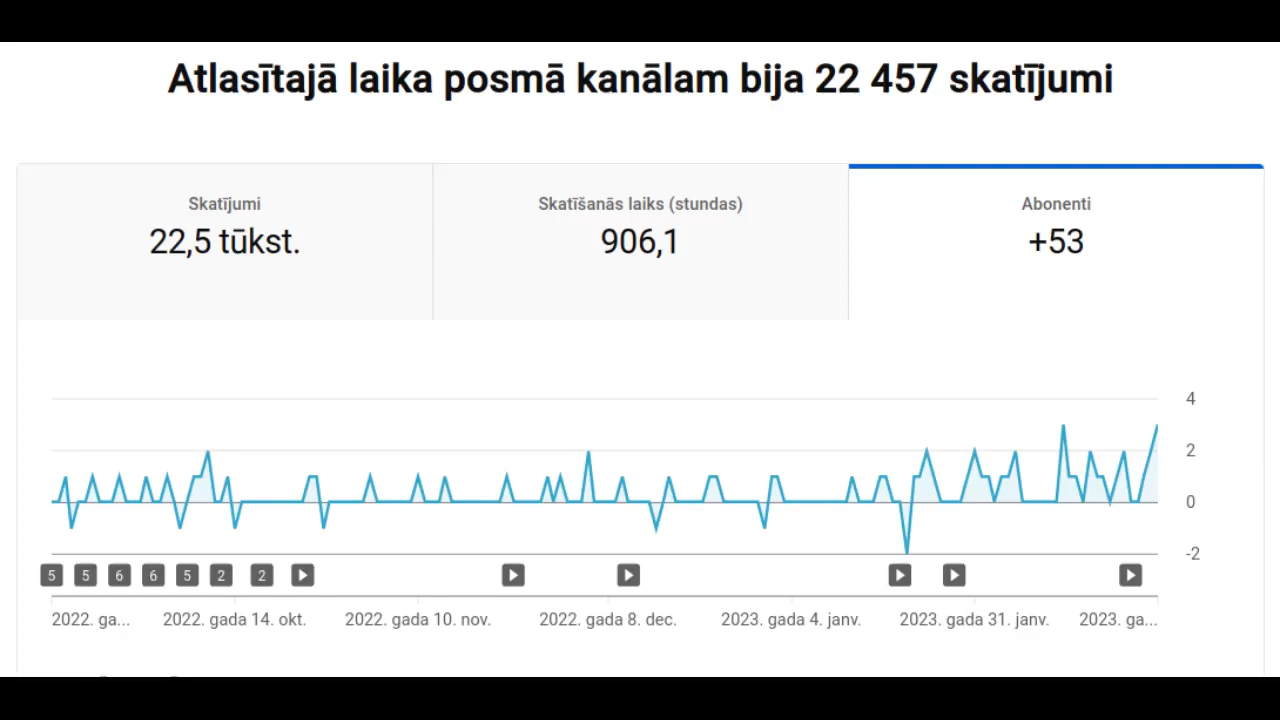 Atlasītajā laika posmā kanālam bija 22 457 skatījumi
Skatījumi
22,5 tūkst.
Skatīšanās laiks (stundas)
906,1
Abonenti
+53
4
2
0
-2
5 5 6 6 5 2 2
2022. ga... 2022. gada 14. okt. 2022. gada 10. nov. 2022. gada 8. dec. 2023. gada 4. janv. 2023. gada 31. janv. 2023. ga...